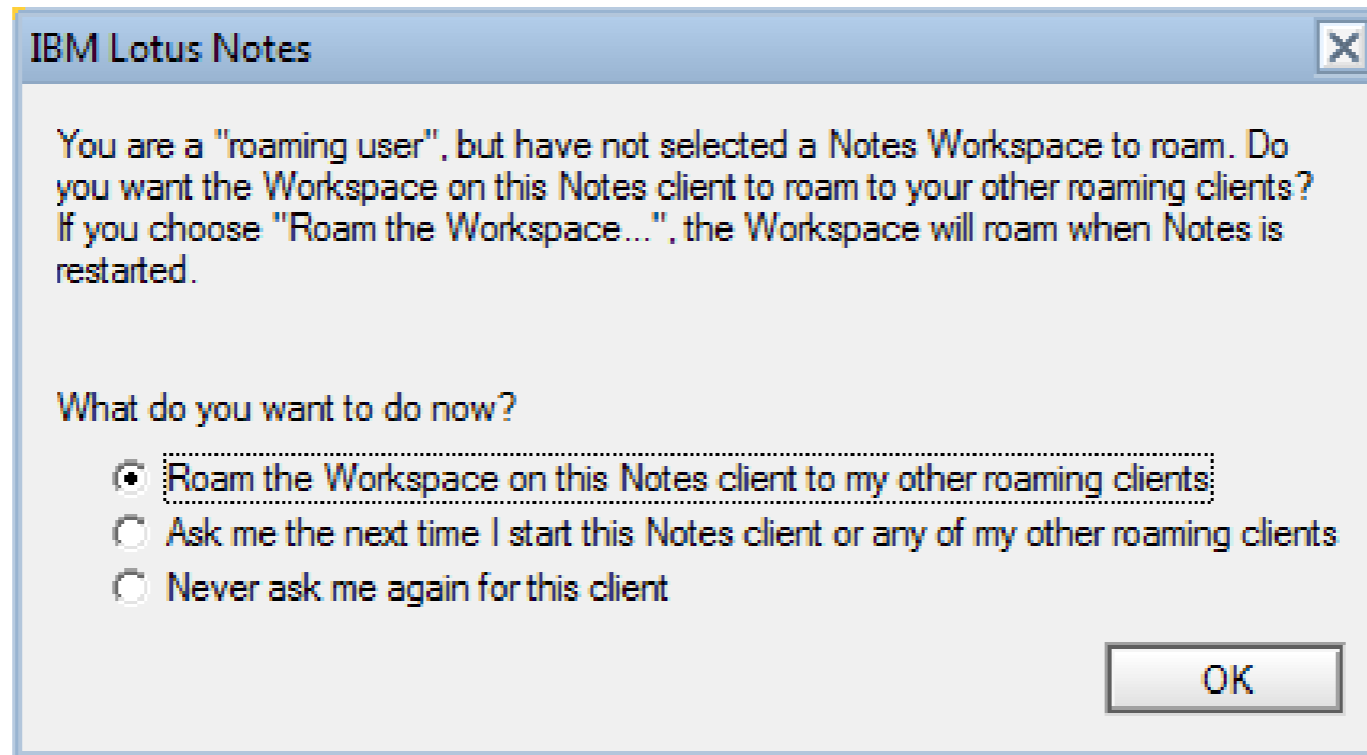 IBM Lotus Notes
You are a "roaming user", but have not selected a Notes Workspace to roam. Do
you want the Workspace on this Notes client to roam to your other roaming clients?
If you choose "Roam the Workspace...", the Workspace will roam when Notes is
restarted.
What do you want to do now?
Roam the Workspace on this Notes client to my other roaming clients
Ask me the next time I start this Notes client or any of my other roaming clients
Never ask me again for this client
OK